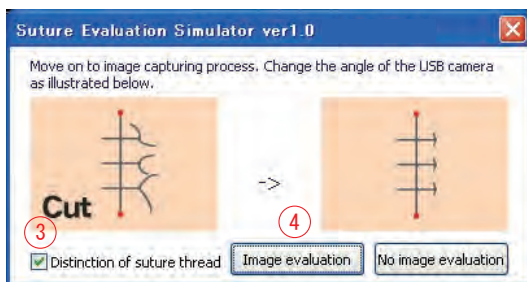 Suture Evaluation Simulator ver1.0
Move on to image capturing process. Change the angle of the USB camera
as illustrated below.
Cut
->
3
4
Distinction of suture thread
Image evaluation
No image evaluation